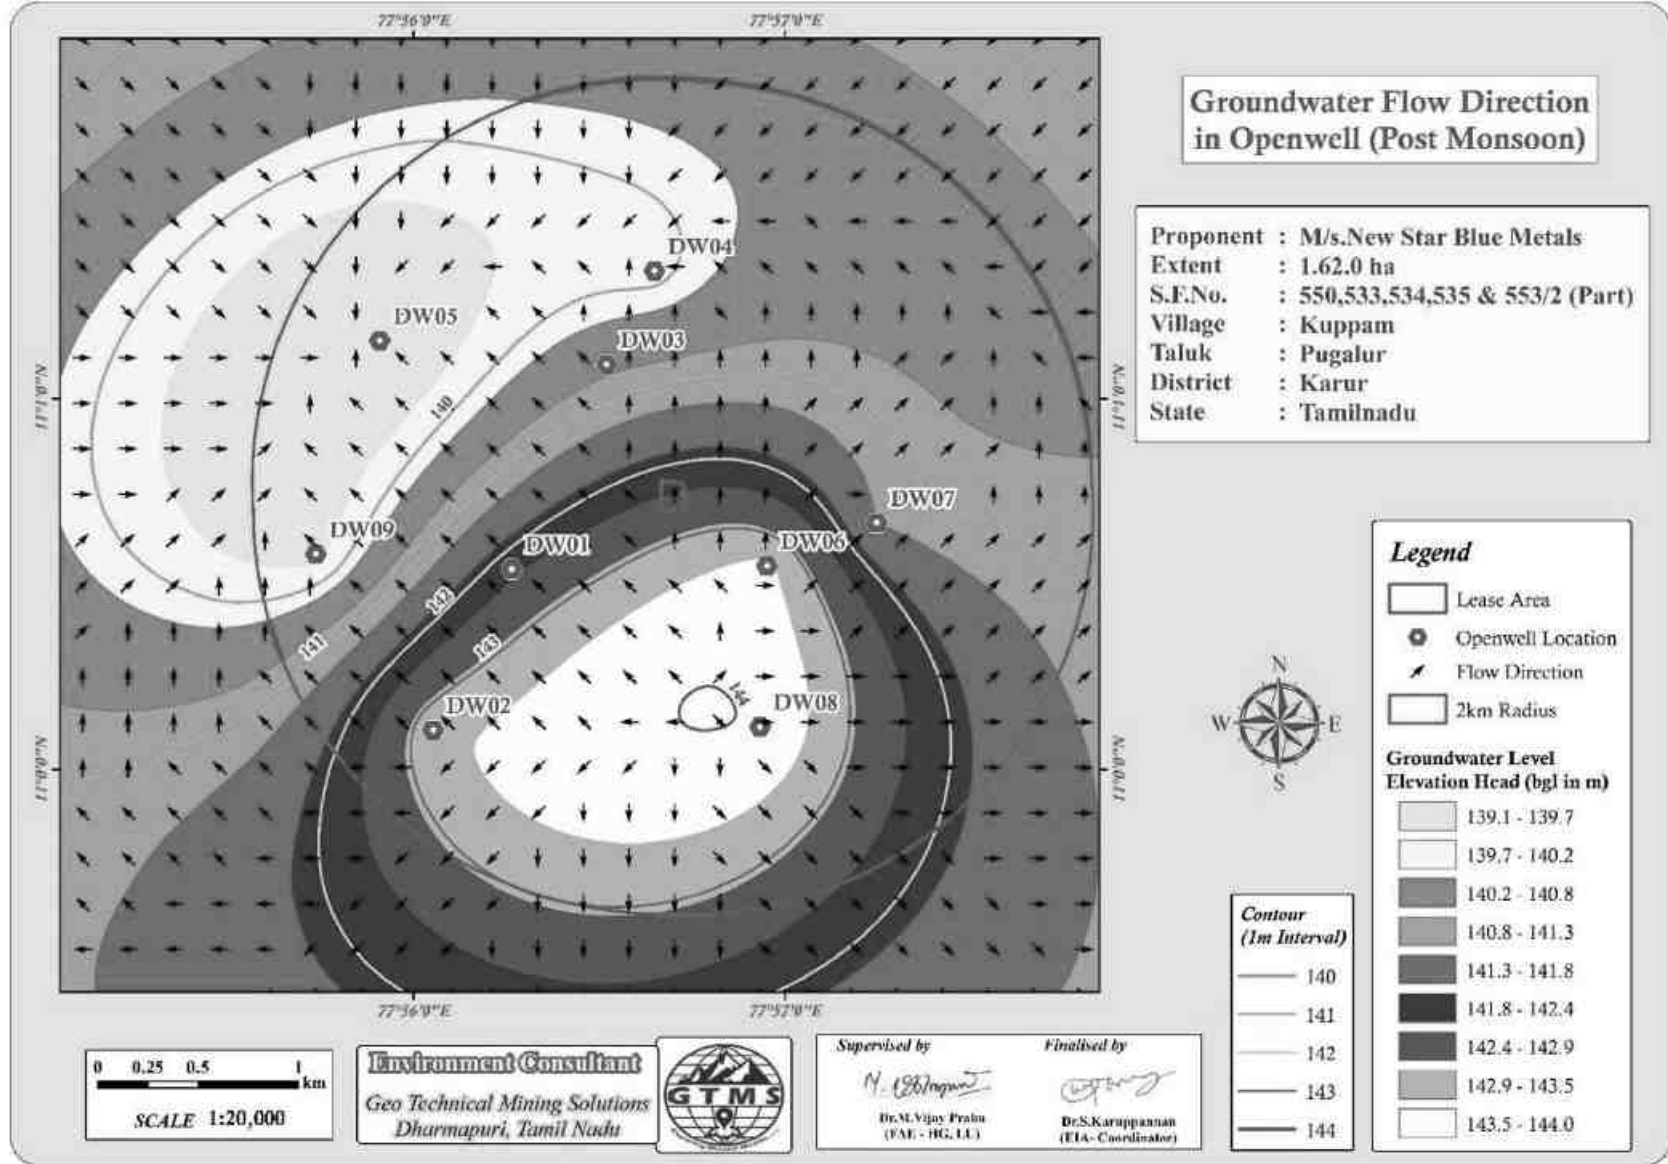 77°56'0"E 77°57'0"E
Groundwater Flow Direction
in Openwell (Post Monsoon)
Proponent : M/s.New Star Blue Metals
Extent : 1.62.0 ha
S.F.No. : 550,533,534,535 & 553/2 (Part)
Village : Kuppam
Taluk : Pugalur
District : Karur
State : Tamilnadu
DW04
DW05
DW03
140
11°1'0"N 11°1'0"N
DW07
DW09
DW01
DW06
142
141
143
144
DW02
DW08
11°0'0"N 11°0'0"N
Legend
Lease Area
Openwell Location
Flow Direction
2km Radius
N
W E
S
Groundwater Level
Elevation Head (bgl in m)
139.1 - 139.7
139.7 - 140.2
140.2 - 140.8
140.8 - 141.3
141.3 - 141.8
141.8 - 142.4
142.4 - 142.9
142.9 - 143.5
143.5 - 144.0
Contour
(1m Interval)
140
141
142
143
144
77°56'0"E 77°57'0"E
0 0.25 0.5 1
km
SCALE 1:20,000
Environment Consultant
Geo Technical Mining Solutions
Dharmapuri, Tamil Nadu
GTMS
Supervised by
Dr.M.Vijay Prabu
(FAE - HG, LU)
Finalised by
Dr.S.Karuppannan
(EIA- Coordinator)